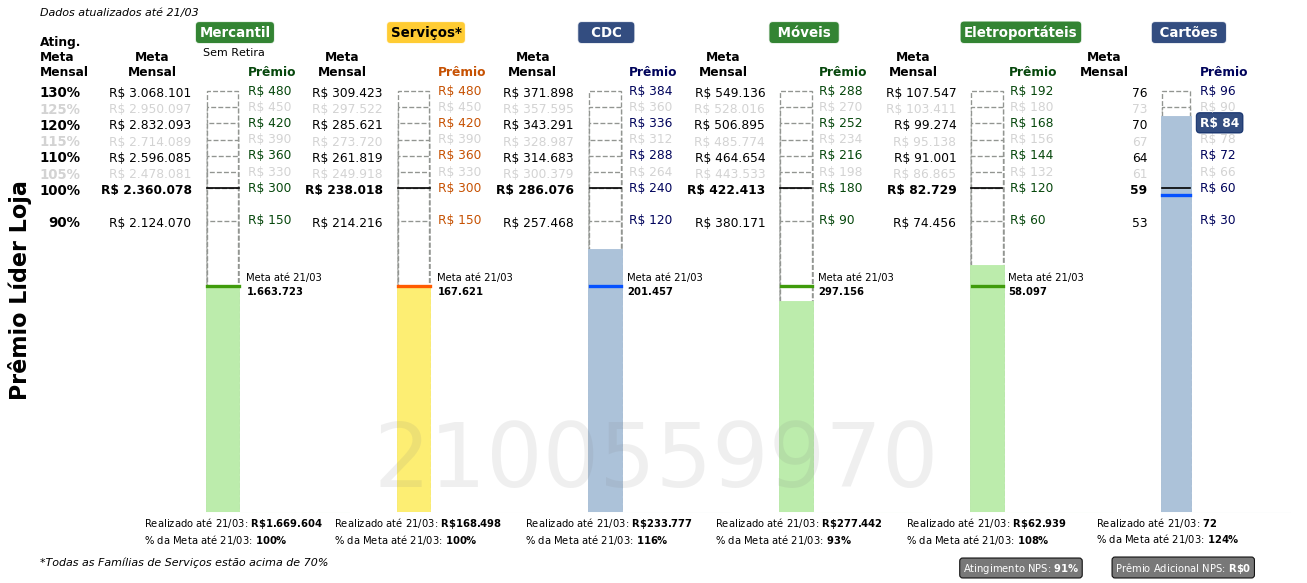 Dados atualizados até 21/03
Mercantil Serviços* CDC Móveis Eletroportáteis Cartões
Sem Retira
Ating. Meta Mensal Meta Mensal Prêmio Meta Mensal Prêmio Meta Mensal Prêmio Meta Mensal Prêmio Meta Mensal Prêmio Meta Mensal Prêmio
130% R$ 3.068.101 R$ 480 R$ 309.423 R$ 480 R$ 371.898 R$ 384 R$ 549.136 R$ 288 R$ 107.547 R$ 192 76 R$ 96
125% R$ 2.950.097 R$ 450 R$ 297.522 R$ 450 R$ 357.595 R$ 360 R$ 528.016 R$ 270 R$ 103.411 R$ 180 73 R$ 90
120% R$ 2.832.093 R$ 420 R$ 285.621 R$ 420 R$ 343.291 R$ 336 R$ 506.895 R$ 252 R$ 99.274 R$ 168 70 R$ 84
115% R$ 2.714.089 R$ 390 R$ 273.720 R$ 390 R$ 328.987 R$ 312 R$ 485.774 R$ 234 R$ 95.138 R$ 156 67 R$ 78
110% R$ 2.596.085 R$ 360 R$ 261.819 R$ 360 R$ 314.683 R$ 288 R$ 464.654 R$ 216 R$ 91.001 R$ 144 64 R$ 72
105% R$ 2.478.081 R$ 330 R$ 249.918 R$ 330 R$ 300.379 R$ 264 R$ 443.533 R$ 198 R$ 86.865 R$ 132 61 R$ 66
100% R$ 2.360.078 R$ 300 R$ 238.018 R$ 300 R$ 286.076 R$ 240 R$ 422.413 R$ 180 R$ 82.729 R$ 120 59 R$ 60
90% R$ 2.124.070 R$ 150 R$ 214.216 R$ 150 R$ 257.468 R$ 120 R$ 380.171 R$ 90 R$ 74.456 R$ 60 53 R$ 30
Prêmio Líder Loja
Meta até 21/03 Meta até 21/03 Meta até 21/03 Meta até 21/03 Meta até 21/03
1.663.723 167.621 201.457 297.156 58.097
2100559970
Realizado até 21/03: R$1.669.604 Realizado até 21/03: R$168.498 Realizado até 21/03: R$233.777 Realizado até 21/03: R$277.442 Realizado até 21/03: R$62.939 Realizado até 21/03: 72
% da Meta até 21/03: 100% % da Meta até 21/03: 100% % da Meta até 21/03: 116% % da Meta até 21/03: 93% % da Meta até 21/03: 108% % da Meta até 21/03: 124%
*Todas as Famílias de Serviços estão acima de 70%
Atingimento NPS: 91% Prêmio Adicional NPS: R$0